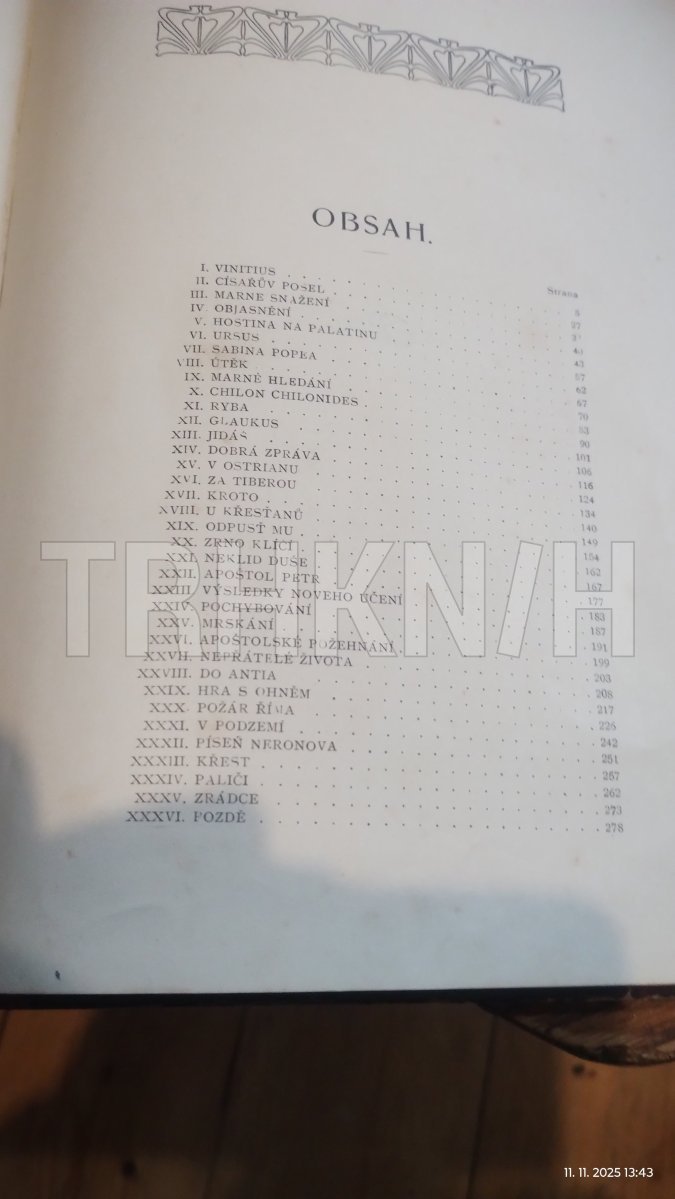 OBSAH.
Strana
I. VINITIUS 5
II. CÍSAŘŮV POSEL 27
III. MARNE SNAŽENÍ
IV. OBJASNĚNÍ 40
V. HOSTINA NA PALATINU 43
VI. URSUS 57
VII. SABINA POPEA 62
VIII. ÚTĚK 67
IX. MARNÉ HLEDÁNÍ 70
X. CHILON CHILONIDES 83
XI. RYBA 90
XII. GLAUKUS 101
XIII. JIDÁŠ 106
XIV. DOBRÁ ZPRÁVA 116
XV. V OSTRIANU 124
XVI. ZA TIBEROU 134
XVII. KROTO 140
XVIII. U KŘESŤANŮ 149
XIX. ODPUSŤ MU 154
XX. ZRNO KLÍČÍ 162
XXI. NEKLID DUŠE 167
XXII. APOŠTOL PETR 177
XXIII. VÝSLEDKY NOVÉHO UČENÍ 183
XXIV. POCHYBOVÁNÍ 187
XXV. MRSKÁNÍ 191
XXVI. APOŠTOLSKÉ POŽEHNÁNÍ 199
XXVII. NEPŘÁTELÉ ŽIVOTA 203
XXVIII. DO ANTIA 208
XXIX. HRA S OHNĚM 217
XXX. POŽÁR ŘÍMA 226
XXXI. V PODZEMÍ 242
XXXII. PÍSEŇ NERONOVA 251
XXXIII. KŘEST 257
XXXIV. PALIČI 262
XXXV. ZRÁDCE 273
XXXVI. POZDĚ 278
TRHKN/H
11. 11. 2025 13:43